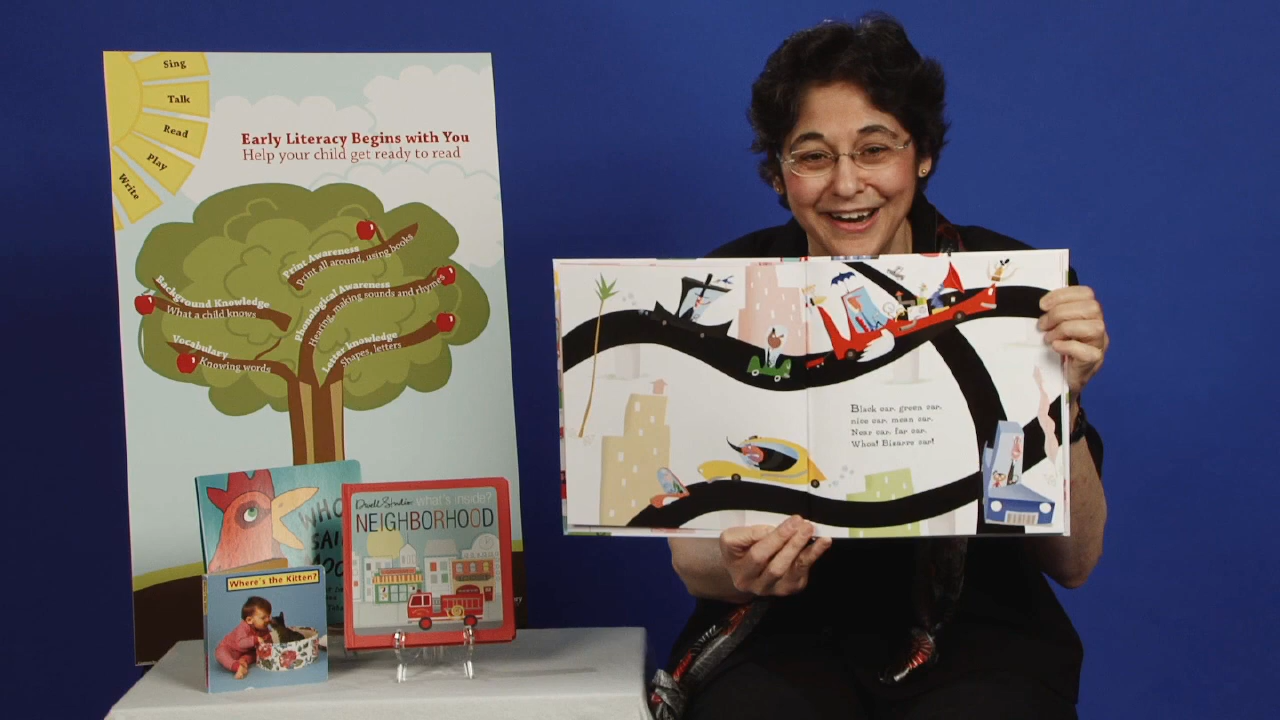 Sing
Talk
Read
Play
Write
Early Literacy Begins with You
Help your child get ready to read
Print Awareness
Print all around, using books
Background Knowledge
What a child knows
Phonological Awareness
Hearing, making sounds and rhymes
Vocabulary
Knowing words
Letter knowledge
Shapes, letters
WHO
SAI
Dwell Studio
what's inside?
NEIGHBORHOOD
Where's the Kitten?
Black car, green car,
nice car, mean car.
Near car, far car.
Whoa! Bizarre car!